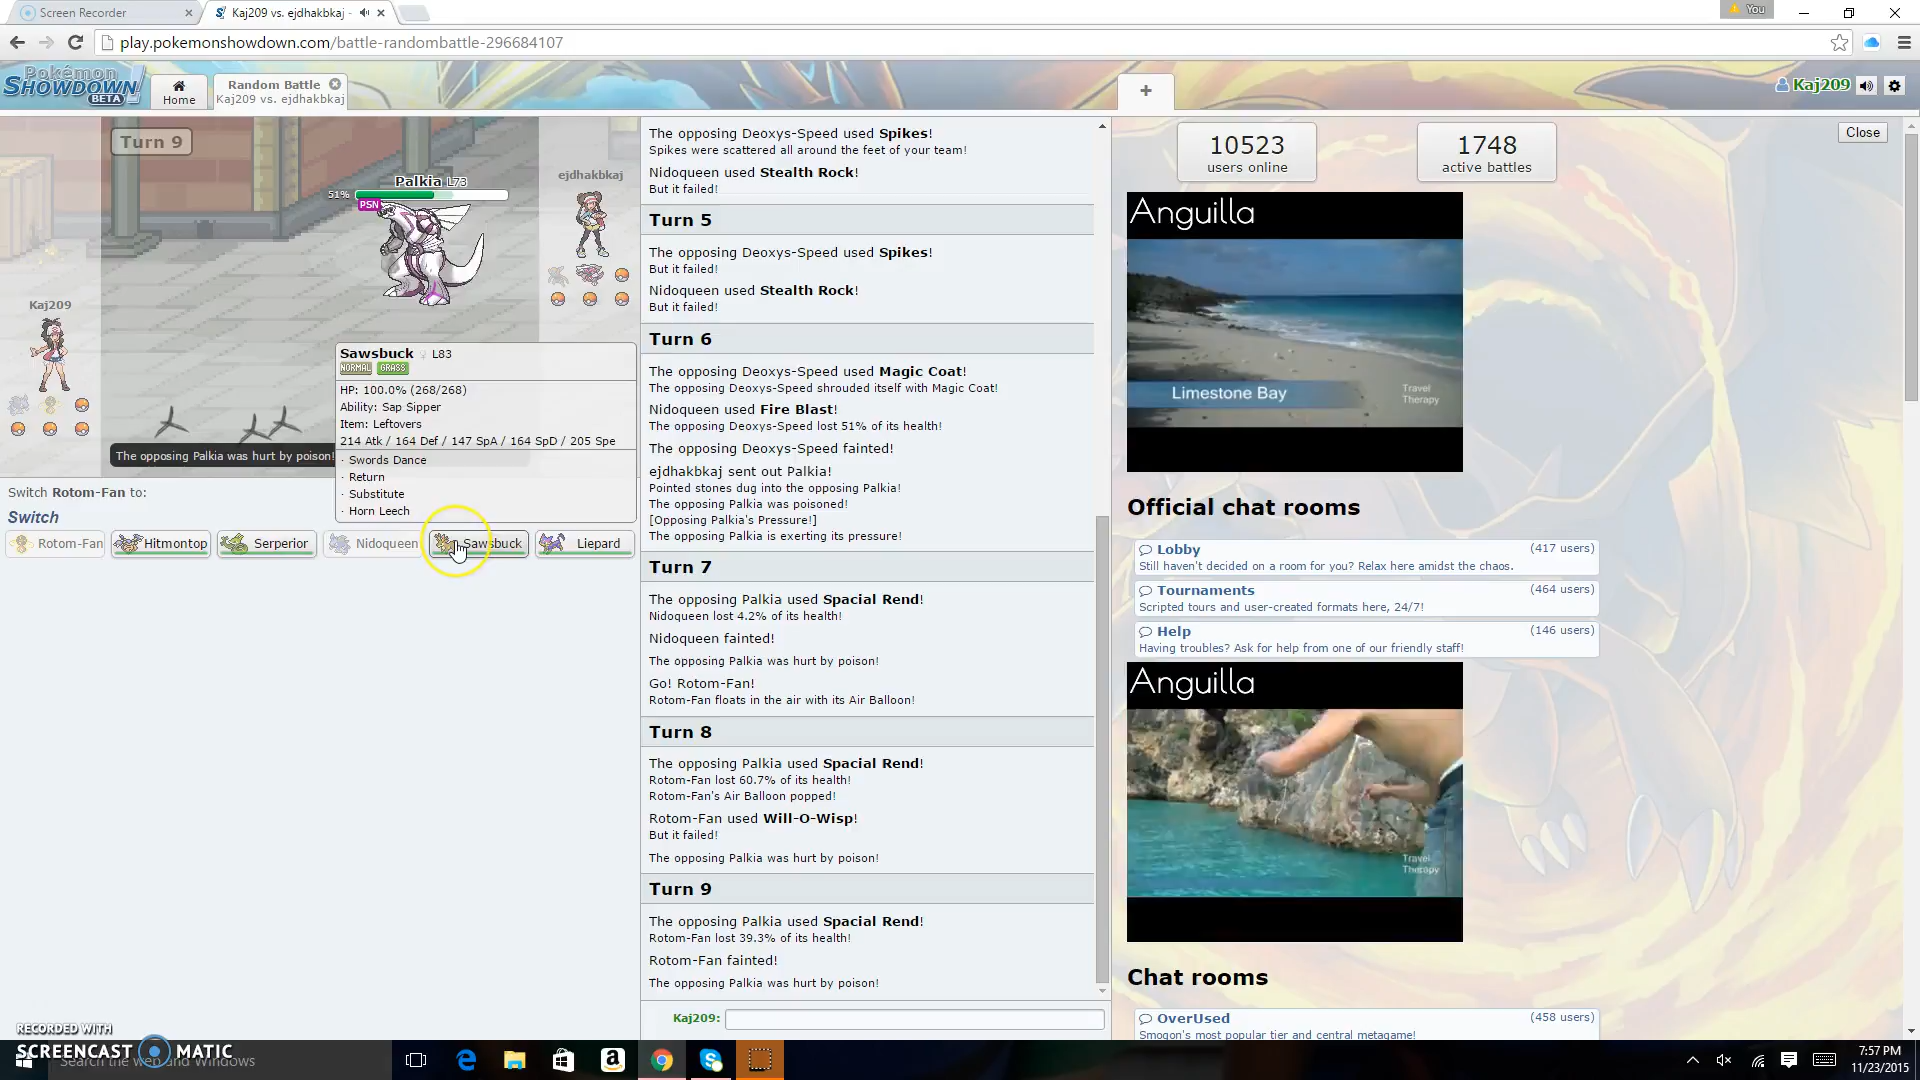 Screen Recorder
Kaj209 vs. ejdhakbkaj -
You
play.pokemonshowdown.com/battle-randombattle-296684107
Pokémon
SHOWDOWN!
BETA
Home
Random Battle
Kaj209 vs. ejdhakbkaj
+
Kaj209
Turn 9
Palkia L73
51%
PSN
ejdhakbkaj
Kaj209
Sawsbuck L83
NORMAL GRASS
HP: 100.0% (268/268)
Ability: Sap Sipper
Item: Leftovers
214 Atk / 164 Def / 147 SpA / 164 SpD / 205 Spe
· Swords Dance
· Return
· Substitute
· Horn Leech
The opposing Palkia was hurt by poison!
Switch Rotom-Fan to:
Switch
Rotom-Fan
Hitmontop
Serperior
Nidoqueen
Sawsbuck
Liepard
The opposing Deoxys-Speed used Spikes!
Spikes were scattered all around the feet of your team!
Nidoqueen used Stealth Rock!
But it failed!
Turn 5
The opposing Deoxys-Speed used Spikes!
But it failed!
Nidoqueen used Stealth Rock!
But it failed!
Turn 6
The opposing Deoxys-Speed used Magic Coat!
The opposing Deoxys-Speed shrouded itself with Magic Coat!
Nidoqueen used Fire Blast!
The opposing Deoxys-Speed lost 51% of its health!
The opposing Deoxys-Speed fainted!
ejdhakbkaj sent out Palkia!
Pointed stones dug into the opposing Palkia!
The opposing Palkia was poisoned!
[Opposing Palkia's Pressure!]
The opposing Palkia is exerting its pressure!
Turn 7
The opposing Palkia used Spacial Rend!
Nidoqueen lost 4.2% of its health!
Nidoqueen fainted!
The opposing Palkia was hurt by poison!
Go! Rotom-Fan!
Rotom-Fan floats in the air with its Air Balloon!
Turn 8
The opposing Palkia used Spacial Rend!
Rotom-Fan lost 60.7% of its health!
Rotom-Fan's Air Balloon popped!
Rotom-Fan used Will-O-Wisp!
But it failed!
The opposing Palkia was hurt by poison!
Turn 9
The opposing Palkia used Spacial Rend!
Rotom-Fan lost 39.3% of its health!
Rotom-Fan fainted!
The opposing Palkia was hurt by poison!
Kaj209:
10523
users online
1748
active battles
Close
Anguilla
Limestone Bay
Travel
Therapy
Official chat rooms
Lobby (417 users)
Still haven't decided on a room for you? Relax here amidst the chaos.
Tournaments (464 users)
Scripted tours and user-created formats here, 24/7!
Help (146 users)
Having troubles? Ask for help from one of our friendly staff!
Anguilla
Travel
Therapy
Chat rooms
OverUsed (458 users)
Smogon's most popular tier and central metagame!
RECORDED WITH
SCREENCAST MATIC
Search the web and Windows
7:57 PM
11/23/2015